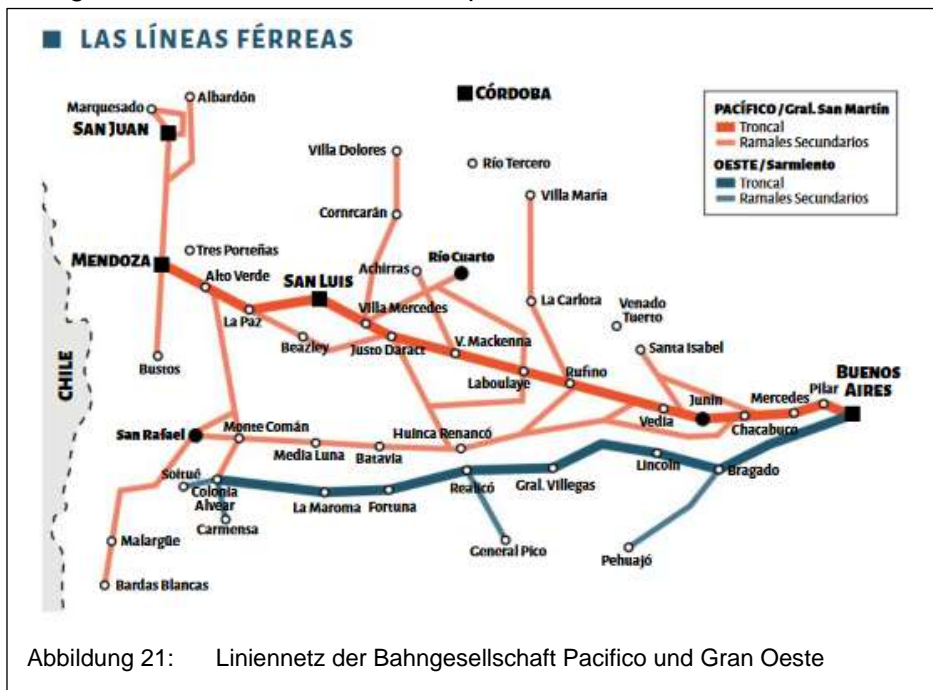 LAS LÍNEAS FÉRREAS
PACÍFICO / Gral. San Martín
Troncal
Ramales Secundarios
OESTE / Sarmiento
Troncal
Ramales Secundarios
Marquesado
Albardón
SAN JUAN
CÓRDOBA
Villa Dolores
Río Tercero
Cornrcarán
Villa María
MENDOZA
Tres Porteñas
Alto Verde
SAN LUIS
Achirras
Río Cuarto
La Paz
Villa Mercedes
La Carlota
Venado
Tuerto
CHILE
Bustos
Beazley
Justo Daract
V. Mackenna
Santa Isabel
Laboulaye
Rufino
BUENOS
AIRES
Junín
Mercedes
Pilar
Vedia
Chacabuco
San Rafael
Monte Comán
Media Luna
Batavia
Huinca Renancó
Soitué
Colonia
Alvear
Carmensa
La Maroma
Fortuna
Realicó
Gral. Villegas
Lincoln
Bragado
General Pico
Pehuajó
Malargüe
Bardas Blancas
Abbildung 21: Liniennetz der Bahngesellschaft Pacifico und Gran Oeste